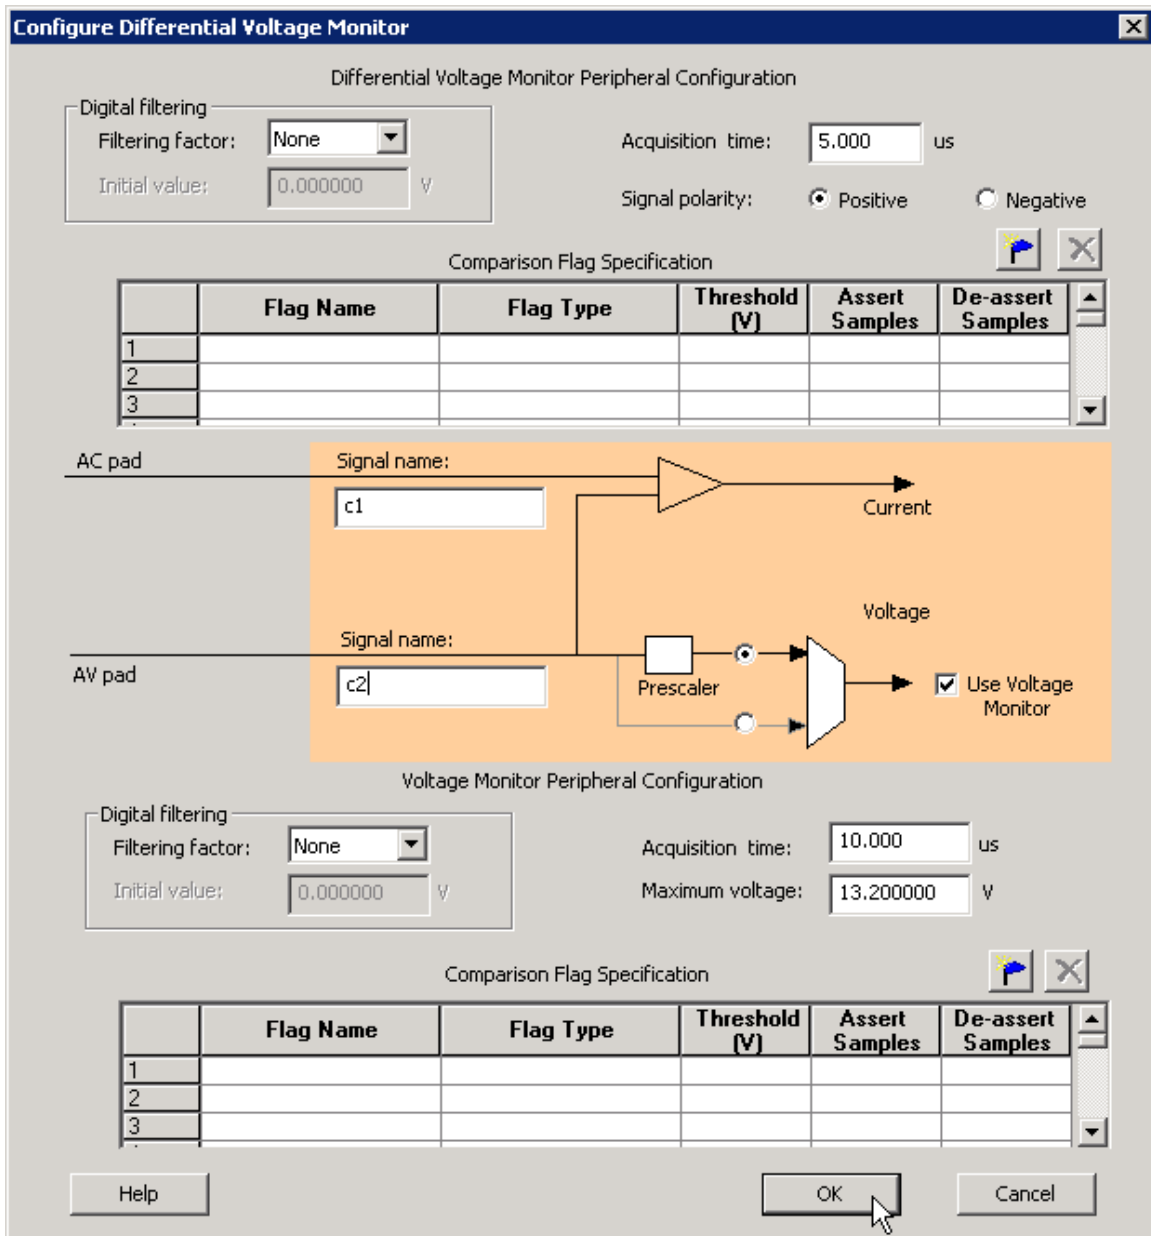 Configure Differential Voltage Monitor
Differential Voltage Monitor Peripheral Configuration
Digital filtering
Filtering factor: None
Acquisition time: 5.000 us
Initial value: 0.000000 V
Signal polarity: Positive Negative
Comparison Flag Specification
Flag Name Flag Type Threshold (V) Assert Samples De-assert Samples
1
2
3
AC pad
Signal name:
c1
Current
Voltage
Signal name:
AV pad
c2
Prescaler
Use Voltage Monitor
Voltage Monitor Peripheral Configuration
Digital filtering
Filtering factor: None
Acquisition time: 10.000 us
Initial value: 0.000000 V
Maximum voltage: 13.200000 V
Comparison Flag Specification
Flag Name Flag Type Threshold (V) Assert Samples De-assert Samples
1
2
3
Help OK Cancel